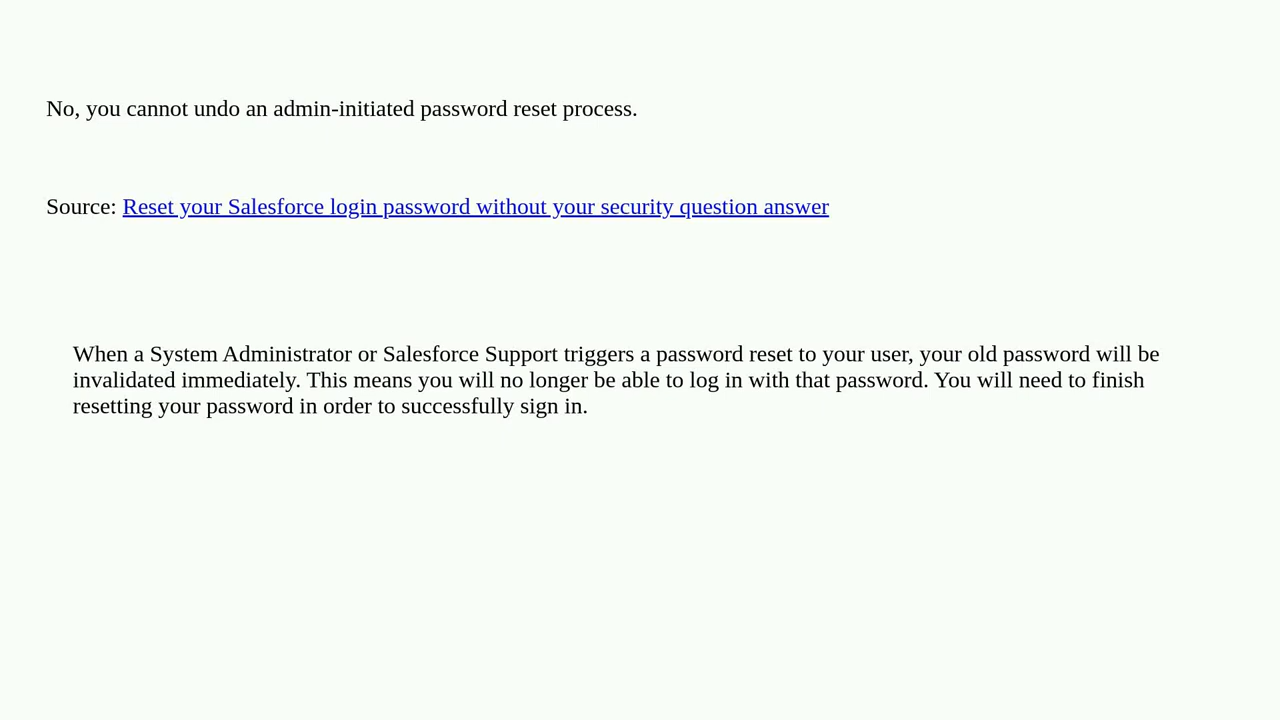 No, you cannot undo an admin-initiated password reset process.
Source: Reset your Salesforce login password without your security question answer
When a System Administrator or Salesforce Support triggers a password reset to your user, your old password will be
invalidated immediately. This means you will no longer be able to log in with that password. You will need to finish
resetting your password in order to successfully sign in.